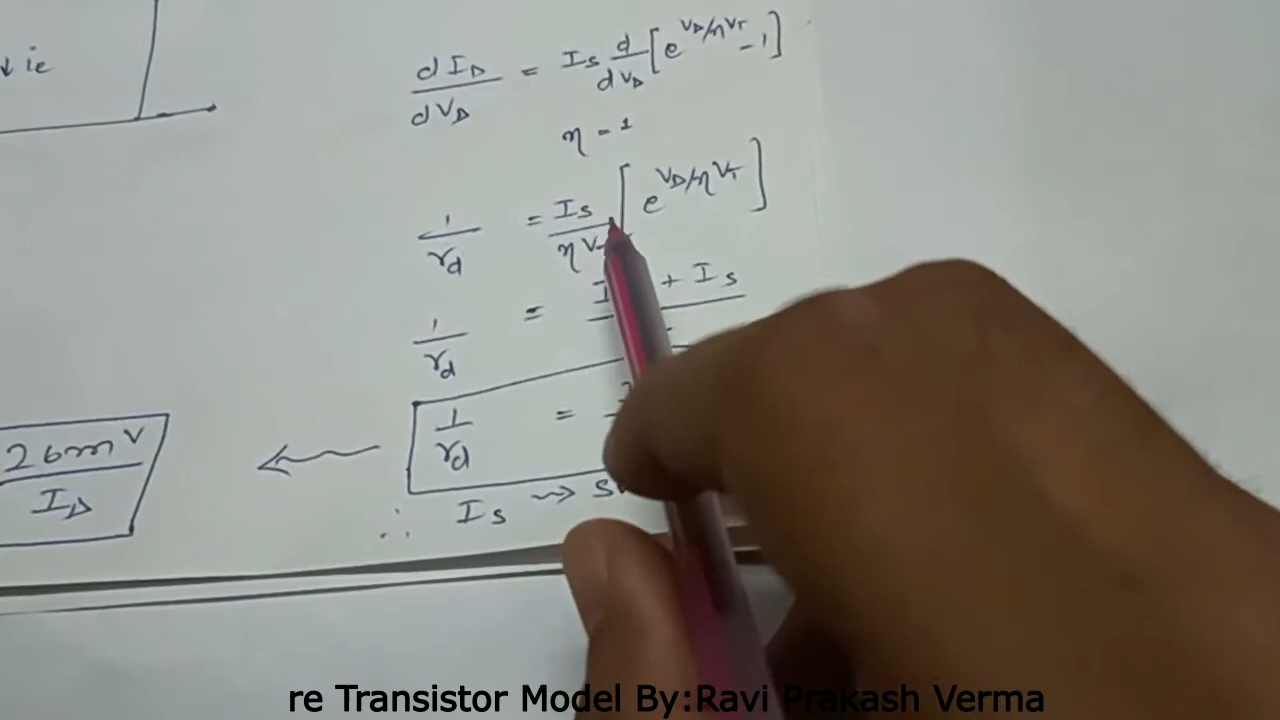 ↓ ie
dI_D/dV_D = I_S d/dV_D [e^{V_D/ηV_T} - 1]
η = 1
1/r_d = I_S/ηV [e^{V_D/ηV_T}]
1/r_d = I + I_S
1/r_d =
26mV/I_D
∴ I_S ⇝
re Transistor Model By:Ravi Prakash Verma